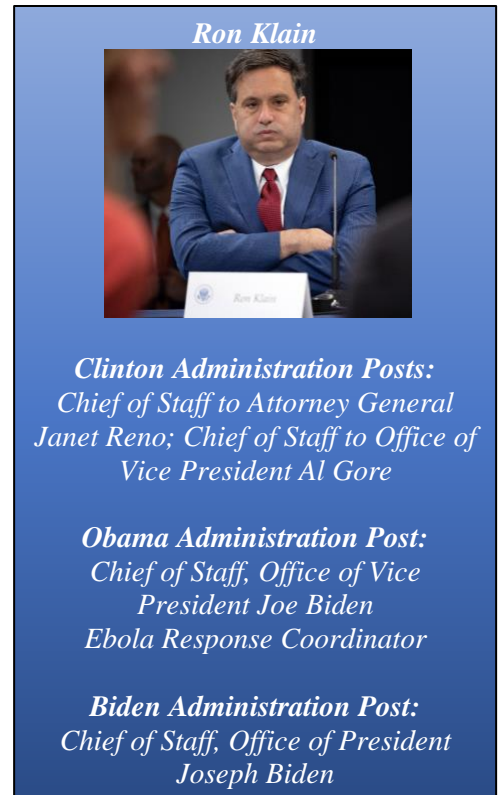 Ron Klain
Ron Klain
Clinton Administration Posts:
Chief of Staff to Attorney General
Janet Reno; Chief of Staff to Office of
Vice President Al Gore
Obama Administration Post:
Chief of Staff, Office of Vice
President Joe Biden
Ebola Response Coordinator
Biden Administration Post:
Chief of Staff, Office of President
Joseph Biden